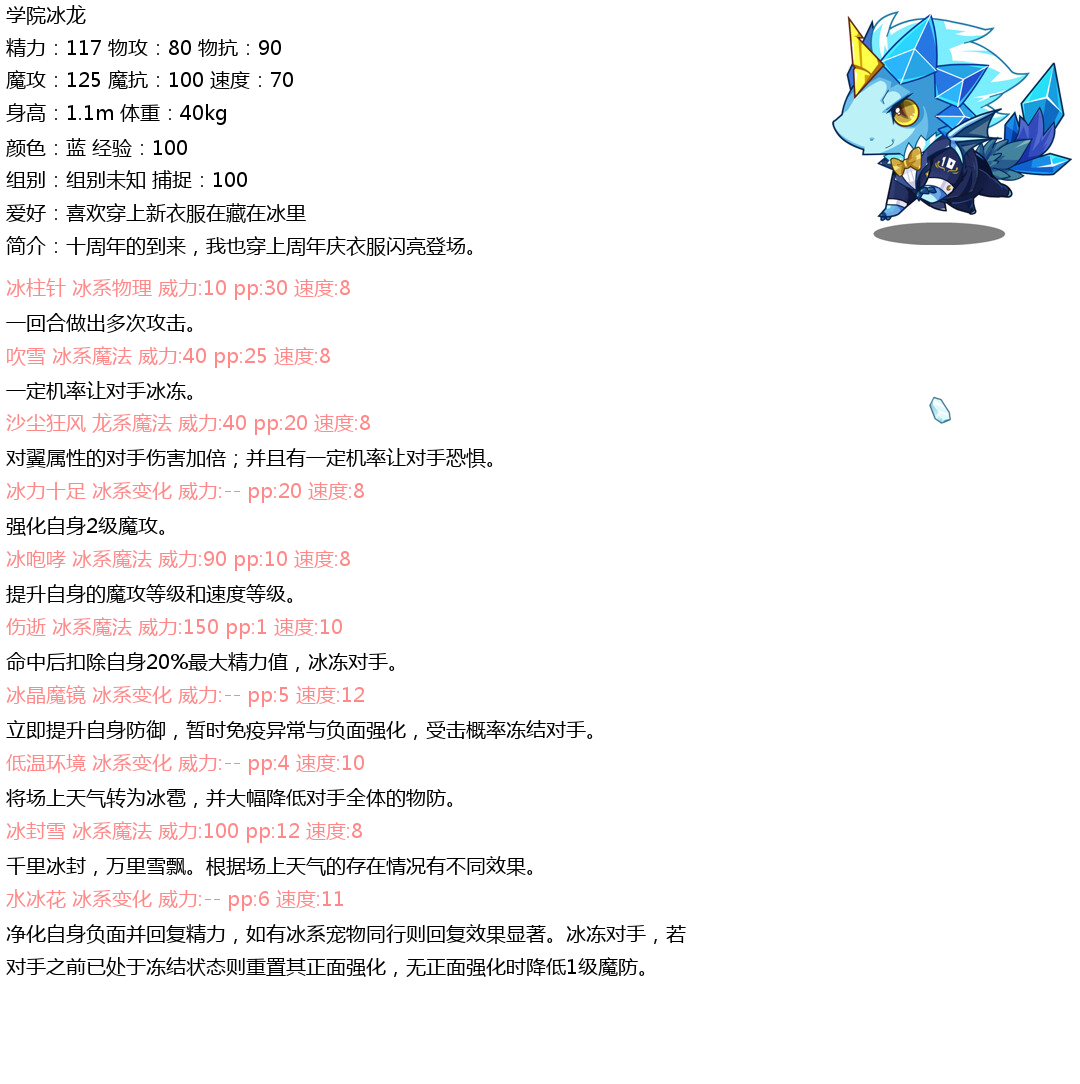 学院冰龙
精力：117 物攻：80 物抗：90
魔攻：125 魔抗：100 速度：70
身高：1.1m 体重：40kg
颜色：蓝 经验：100
组别：组别未知 捕捉：100
爱好：喜欢穿上新衣服在藏在冰里
简介：十周年的到来，我也穿上周年庆衣服闪亮登场。
冰柱针 冰系物理 威力:10 pp:30 速度:8
一回合做出多次攻击。
吹雪 冰系魔法 威力:40 pp:25 速度:8
一定机率让对手冰冻。
沙尘狂风 龙系魔法 威力:40 pp:20 速度:8
对翼属性的对手伤害加倍；并且有一定机率让对手恐惧。
冰力十足 冰系变化 威力:-- pp:20 速度:8
强化自身2级魔攻。
冰咆哮 冰系魔法 威力:90 pp:10 速度:8
提升自身的魔攻等级和速度等级。
伤逝 冰系魔法 威力:150 pp:1 速度:10
命中后扣除自身20%最大精力值，冰冻对手。
冰晶魔镜 冰系变化 威力:-- pp:5 速度:12
立即提升自身防御，暂时免疫异常与负面强化，受击概率冻结对手。
低温环境 冰系变化 威力:-- pp:4 速度:10
将场上天气转为冰雹，并大幅降低对手全体的物防。
冰封雪 冰系魔法 威力:100 pp:12 速度:8
千里冰封，万里雪飘。根据场上天气的存在情况有不同效果。
水冰花 冰系变化 威力:-- pp:6 速度:11
净化自身负面并回复精力，如有冰系宠物同行则回复效果显著。冰冻对手，若
对手之前已处于冻结状态则重置其正面强化，无正面强化时降低1级魔防。
10